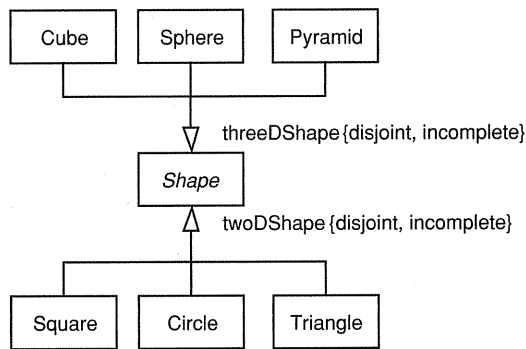 Cube
Sphere
Pyramid
threeDShape {disjoint, incomplete}
Shape
twoDShape {disjoint, incomplete}
Square
Circle
Triangle